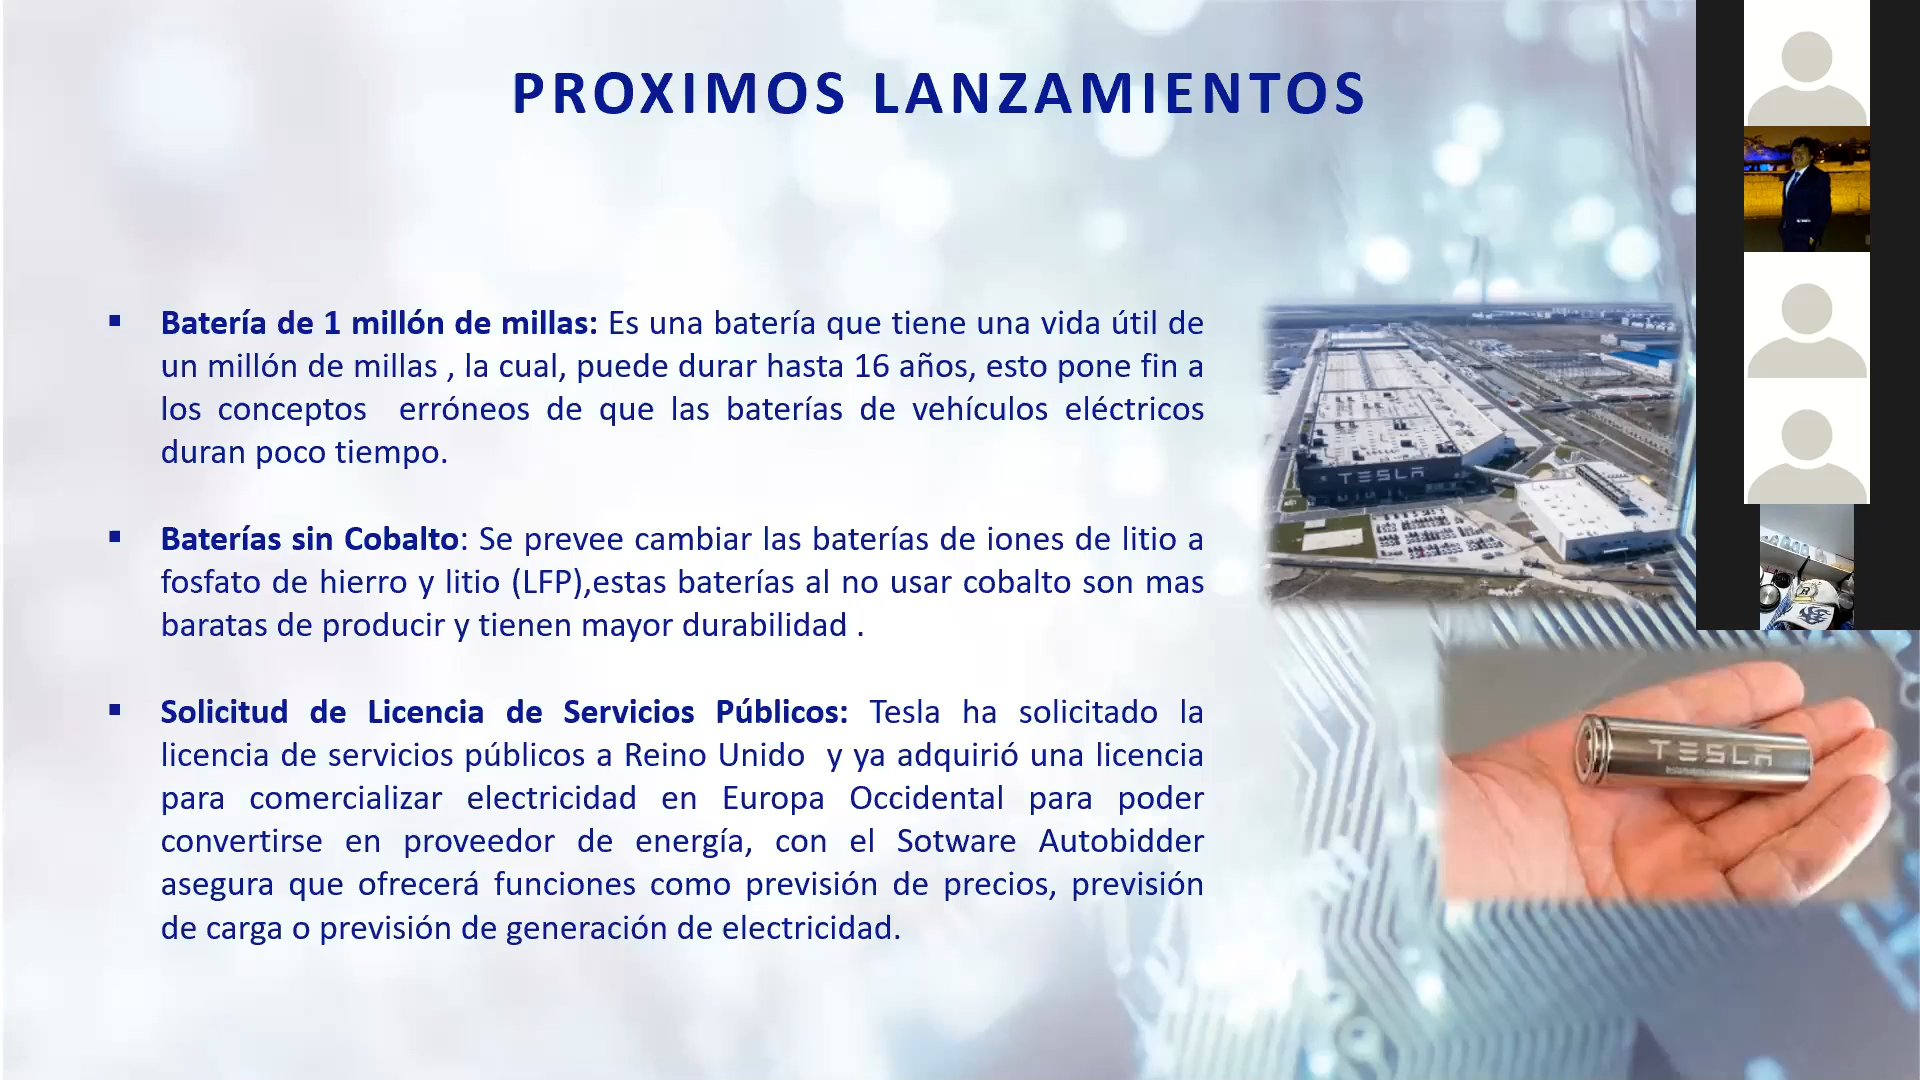 PROXIMOS LANZAMIENTOS
▪ Batería de 1 millón de millas: Es una batería que tiene una vida útil de
un millón de millas , la cual, puede durar hasta 16 años, esto pone fin a
los conceptos erróneos de que las baterías de vehículos eléctricos
duran poco tiempo.
▪ Baterías sin Cobalto: Se prevee cambiar las baterías de iones de litio a
fosfato de hierro y litio (LFP),estas baterías al no usar cobalto son mas
baratas de producir y tienen mayor durabilidad .
▪ Solicitud de Licencia de Servicios Públicos: Tesla ha solicitado la
licencia de servicios públicos a Reino Unido y ya adquirió una licencia
para comercializar electricidad en Europa Occidental para poder
convertirse en proveedor de energía, con el Sotware Autobidder
asegura que ofrecerá funciones como previsión de precios, previsión
de carga o previsión de generación de electricidad.
TESLA
TESLA